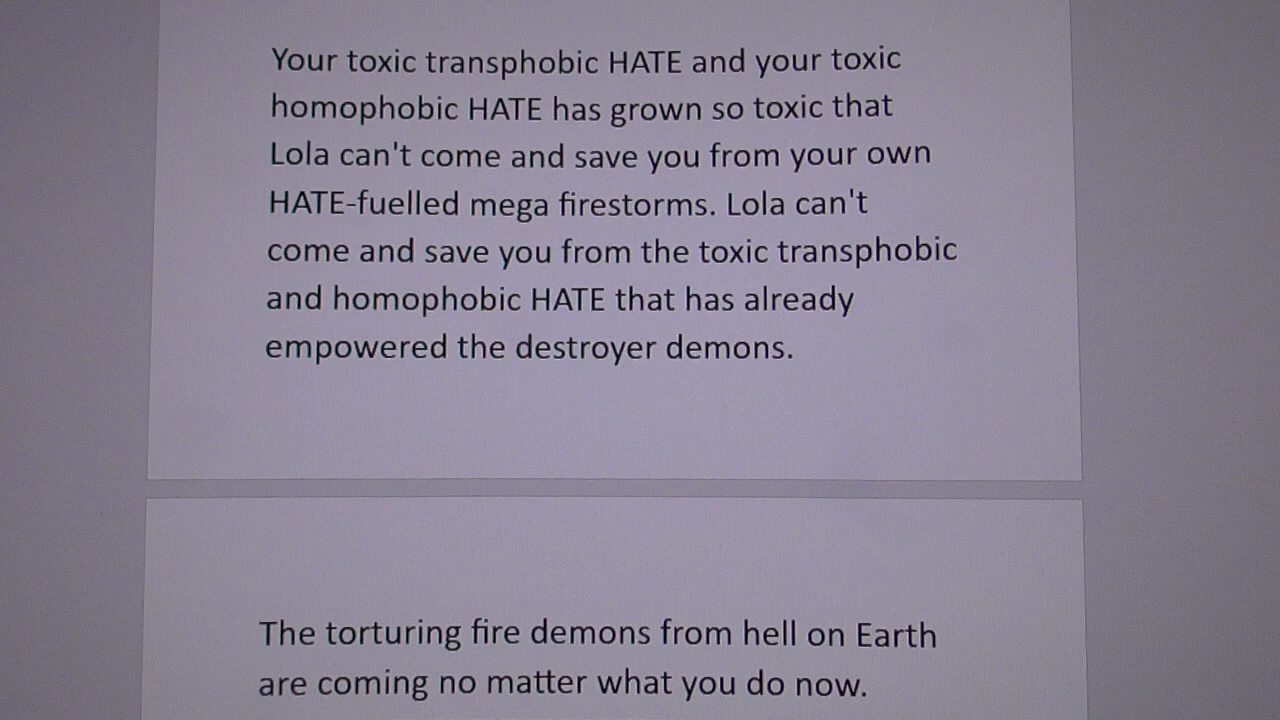 Your toxic transphobic HATE and your toxic
homophobic HATE has grown so toxic that
Lola can't come and save you from your own
HATE-fuelled mega firestorms. Lola can't
come and save you from the toxic transphobic
and homophobic HATE that has already
empowered the destroyer demons.
The torturing fire demons from hell on Earth
are coming no matter what you do now.